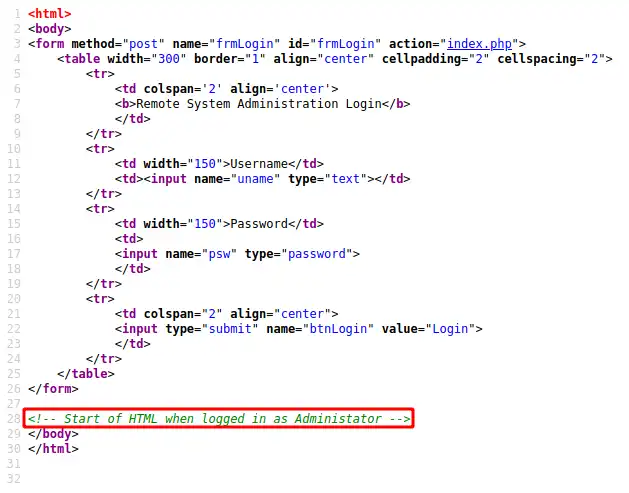 1 <html>
2 <body>
3 <form method="post" name="frmLogin" id="frmLogin" action="index.php">
4     <table width="300" border="1" align="center" cellpadding="2" cellspacing="2">
5         <tr>
6             <td colspan='2' align='center'>
7             <b>Remote System Administration Login</b>
8             </td>
9         </tr>
10         <tr>
11             <td width="150">Username</td>
12             <td><input name="uname" type="text"></td>
13         </tr>
14         <tr>
15             <td width="150">Password</td>
16             <td>
17             <input name="psw" type="password">
18             </td>
19         </tr>
20         <tr>
21             <td colspan="2" align="center">
22             <input type="submit" name="btnLogin" value="Login">
23             </td>
24         </tr>
25     </table>
26 </form>
27
28 <!-- Start of HTML when logged in as Administator -->
29 </body>
30 </html>
31
32